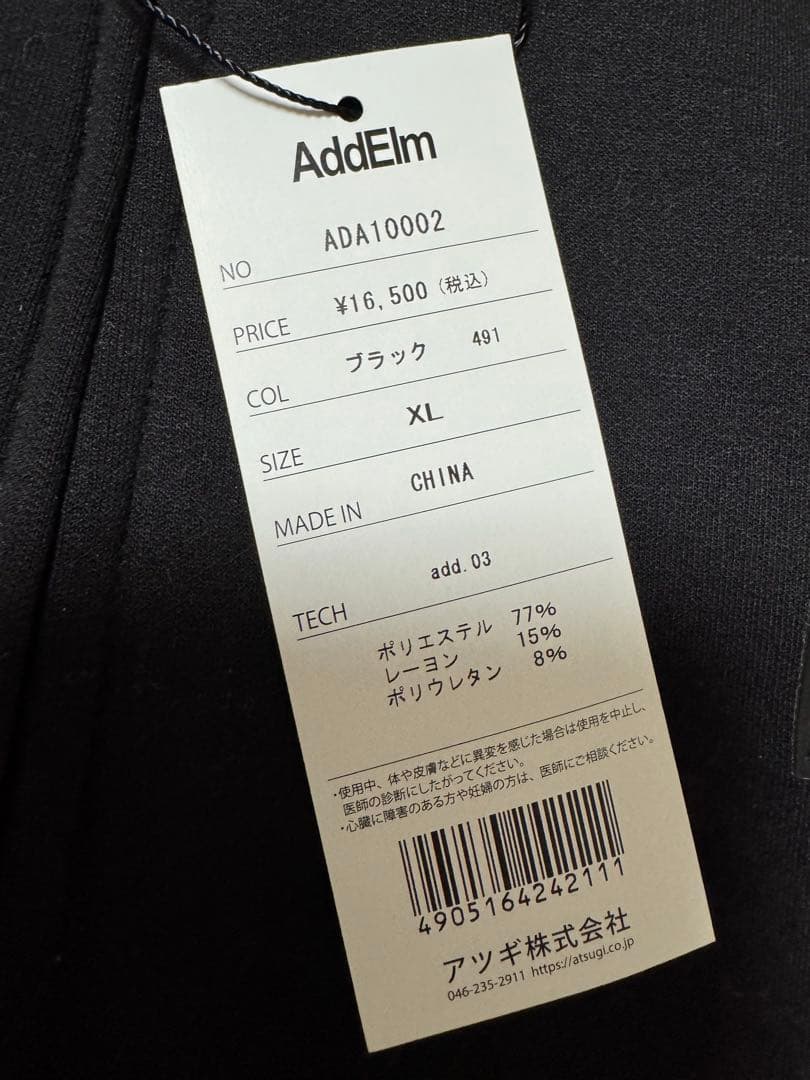 AddElm
NO ADA10002
PRICE ¥16,500 (税込)
COL ブラック 491
SIZE XL
MADE IN CHINA
TECH add.03
ポリエステル 77%
レーヨン 15%
ポリウレタン 8%
・使用中、体や皮膚などに異変を感じた場合は使用を中止し、
医師の診断にしたがってください。
・心臓に障害のある方や妊婦の方は、医師にご相談ください。
4905164242111
アツギ株式会社
046-235-2911 https://atsugi.co.jp